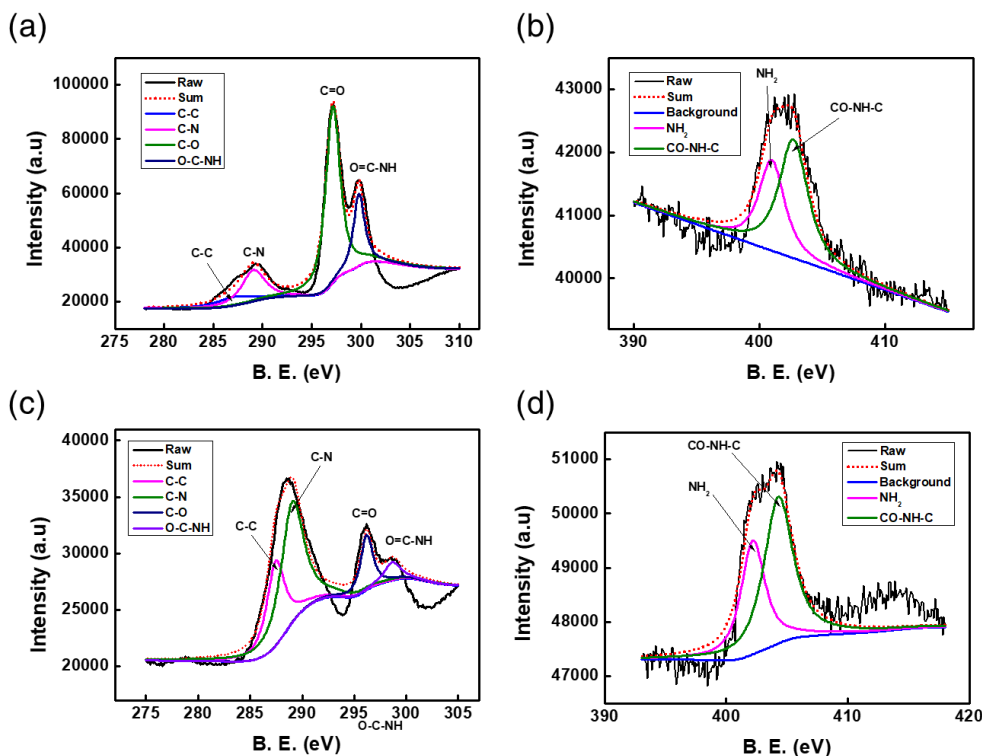 (a)
Intensity (a.u)
100000
80000
60000
40000
20000
Raw
Sum
C-C
C-N
C-O
O-C-NH
C=O
O=C-NH
C-C
C-N
275 280 285 290 295 300 305 310
B. E. (eV)
(b)
Intensity (a.u)
43000
42000
41000
40000
Raw
Sum
Background
NH2
CO-NH-C
NH2
CO-NH-C
390 400 410
B. E. (eV)
(c)
Intensity (a.u)
40000
35000
30000
25000
20000
Raw
Sum
C-C
C-N
C-O
O-C-NH
C-N
C-C
C=O
O=C-NH
275 280 285 290 295 300 305
O-C-NH
B. E. (eV)
(d)
Intensity (a.u)
51000
50000
49000
48000
47000
CO-NH-C
NH2
Raw
Sum
Background
NH2
CO-NH-C
390 400 410 420
B. E. (eV)